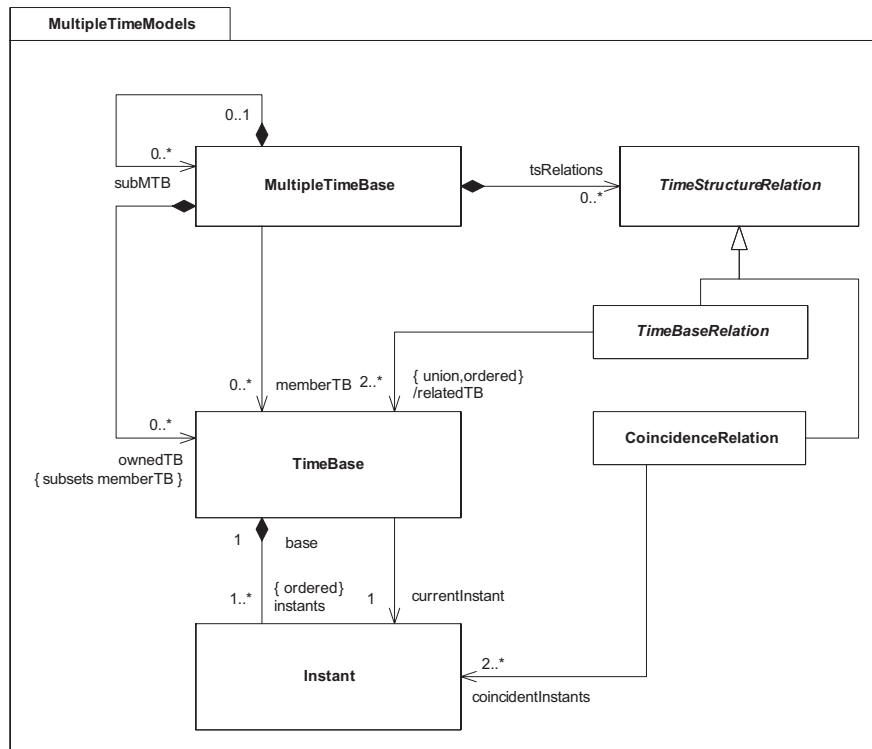 MultipleTimeModels
0..1
0..*
subMTB
MultipleTimeBase
tsRelations
0..*
TimeStructureRelation
TimeBaseRelation
0..*
memberTB
2..*
{ union,ordered}
/relatedTB
0..*
ownedTB
{ subsets memberTB }
TimeBase
CoincidenceRelation
1
base
1..*
{ ordered}
instants
1
currentInstant
Instant
2..*
coincidentInstants